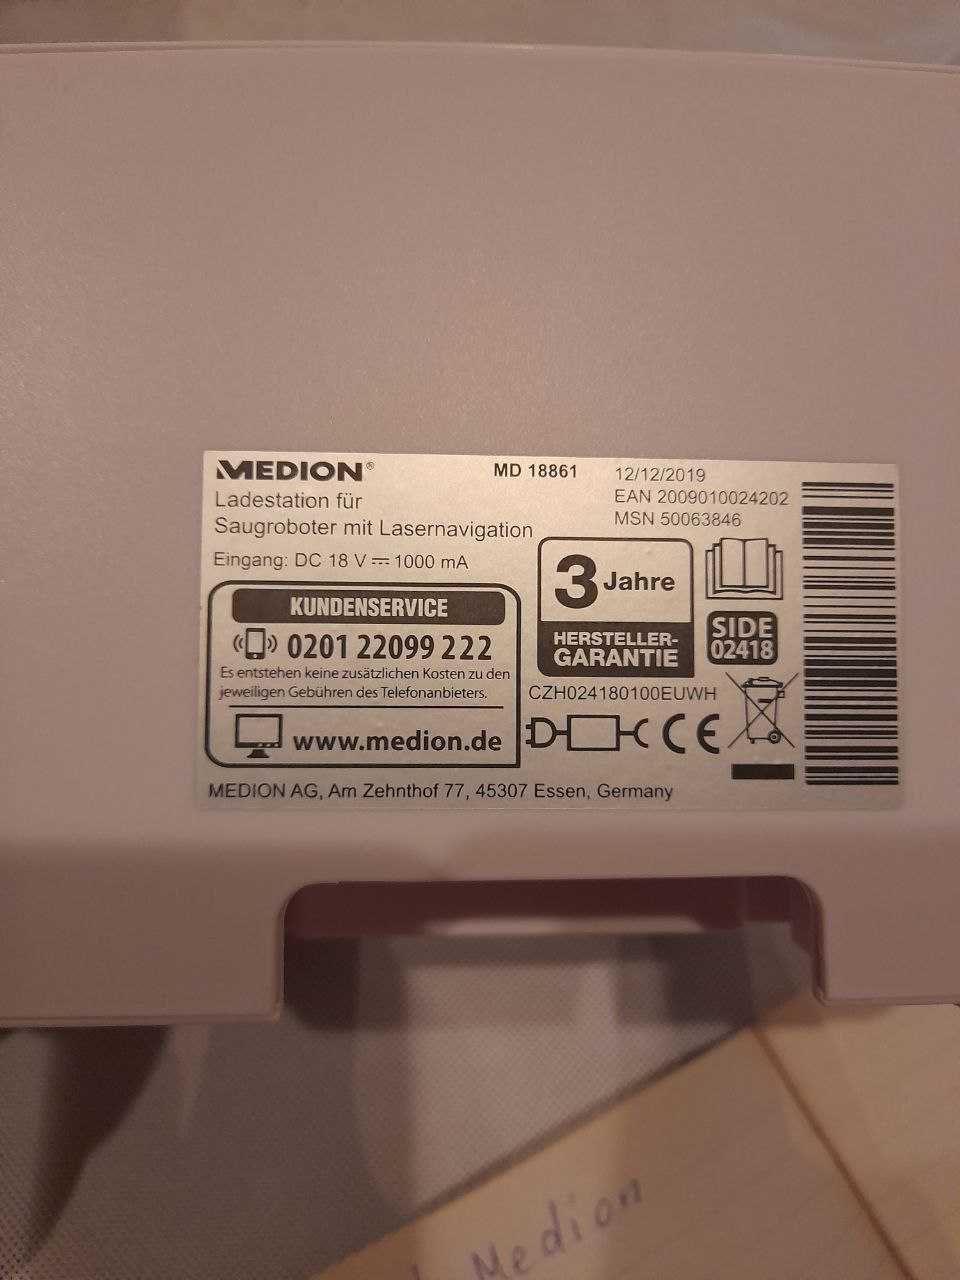 MEDION®
MD 18861
12/12/2019
Ladestation für
Saugroboter mit Lasernavigation
EAN 2009010024202
MSN 50063846
Eingang: DC 18 V ⎓ 1000 mA
KUNDENSERVICE
0201 22099 222
Es entstehen keine zusätzlichen Kosten zu den
jeweiligen Gebühren des Telefonanbieters.
www.medion.de
3 Jahre
HERSTELLER-
GARANTIE
SIDE
02418
CZH024180100EUWH
CE
MEDION AG, Am Zehnthof 77, 45307 Essen, Germany
Medion